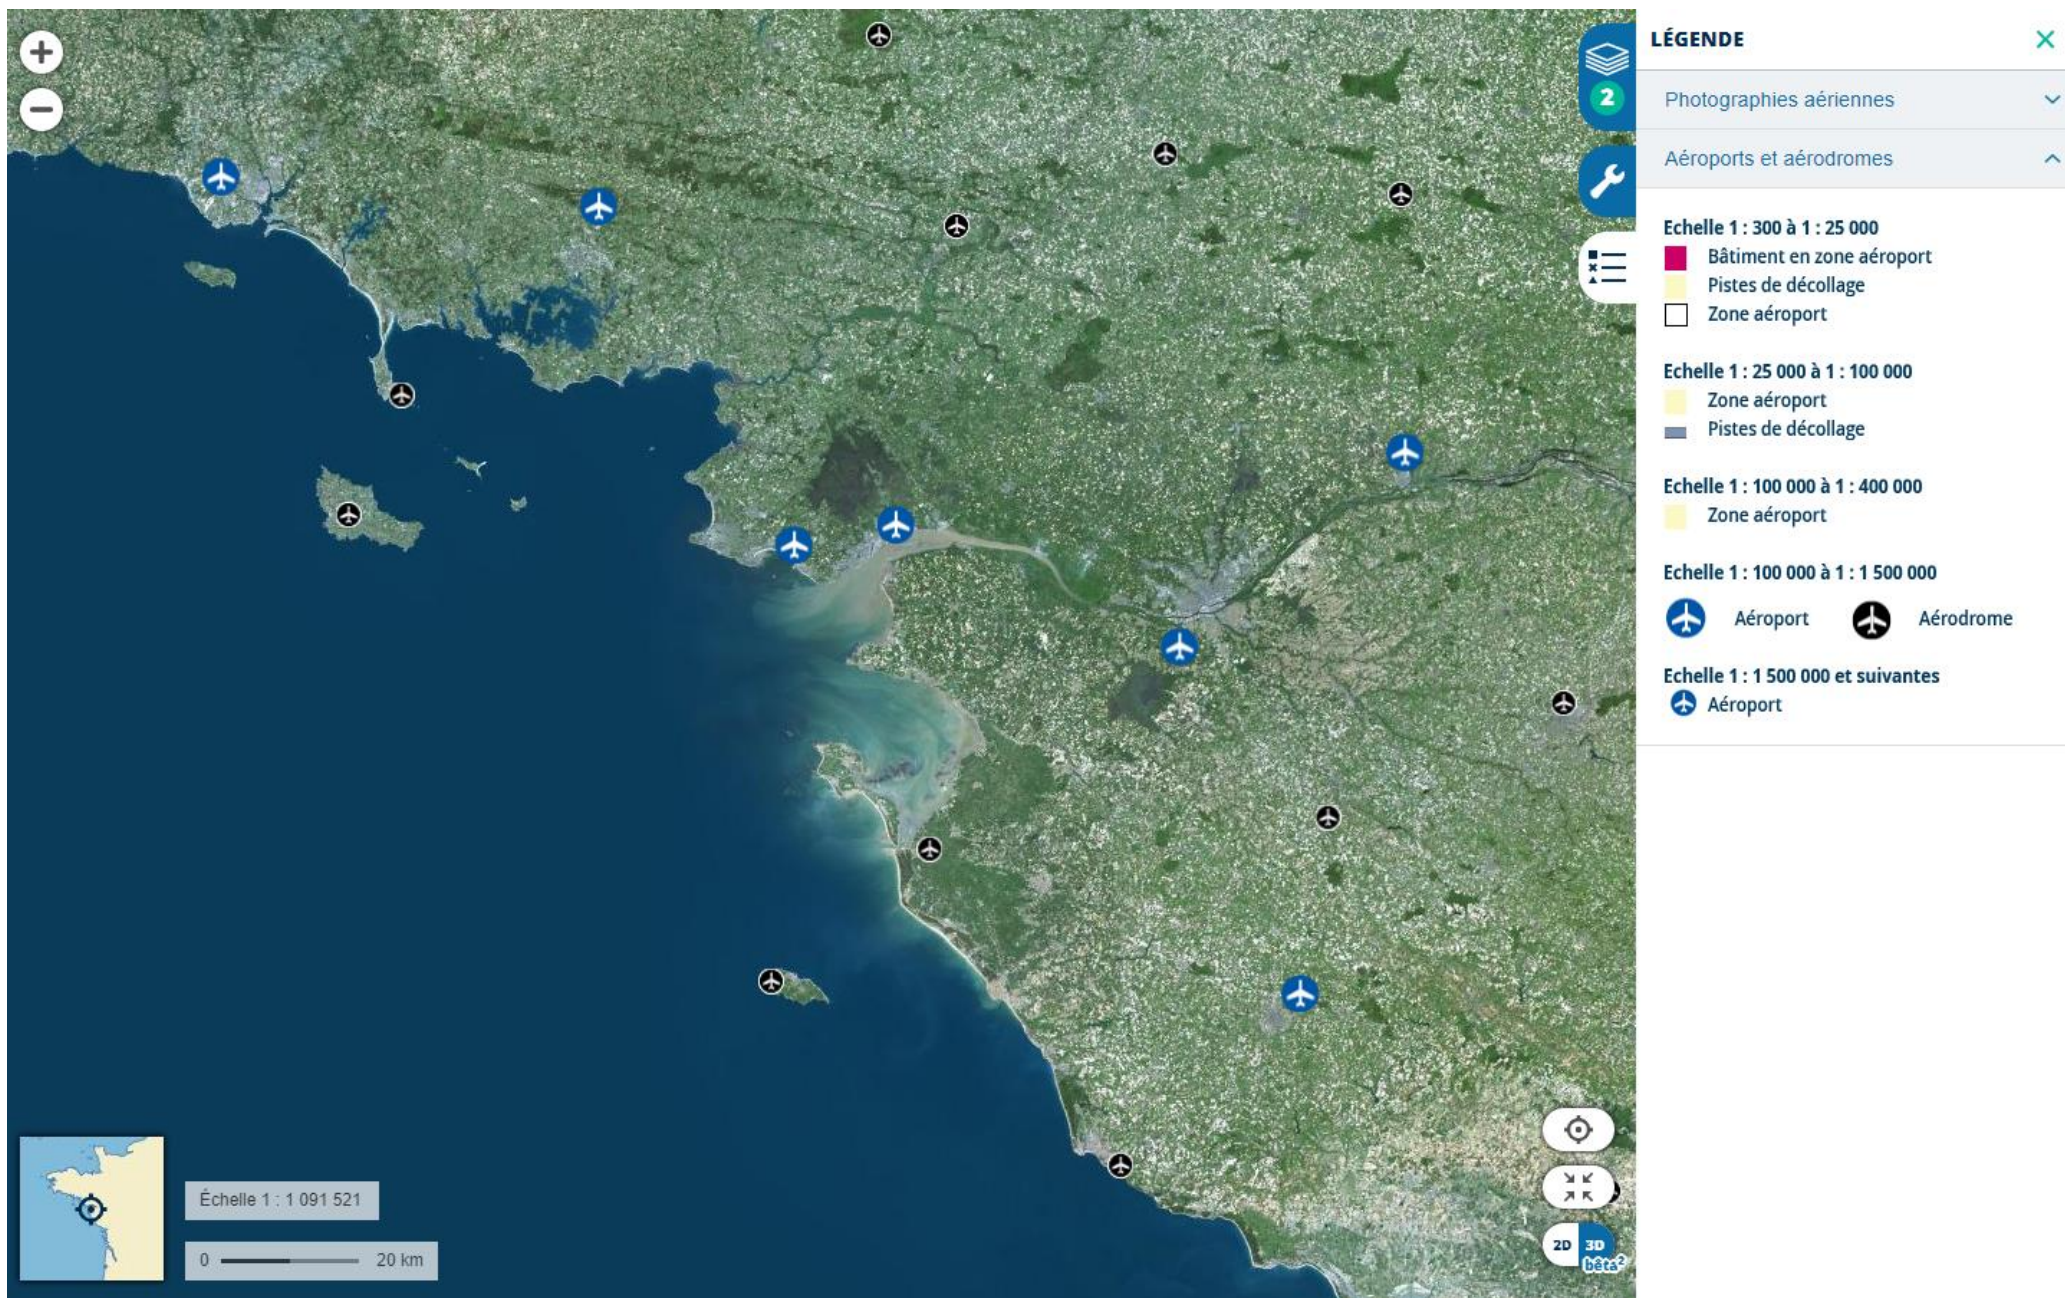 2
LÉGENDE
Photographies aériennes
Aéroports et aérodromes
Echelle 1 : 300 à 1 : 25 000
Bâtiment en zone aéroport
Pistes de décollage
Zone aéroport
Echelle 1 : 25 000 à 1 : 100 000
Zone aéroport
Pistes de décollage
Echelle 1 : 100 000 à 1 : 400 000
Zone aéroport
Echelle 1 : 100 000 à 1 : 1 500 000
Aéroport Aérodrome
Echelle 1 : 1 500 000 et suivantes
Aéroport
Échelle 1 : 1 091 521
0 20 km
2D 3D
bêta²